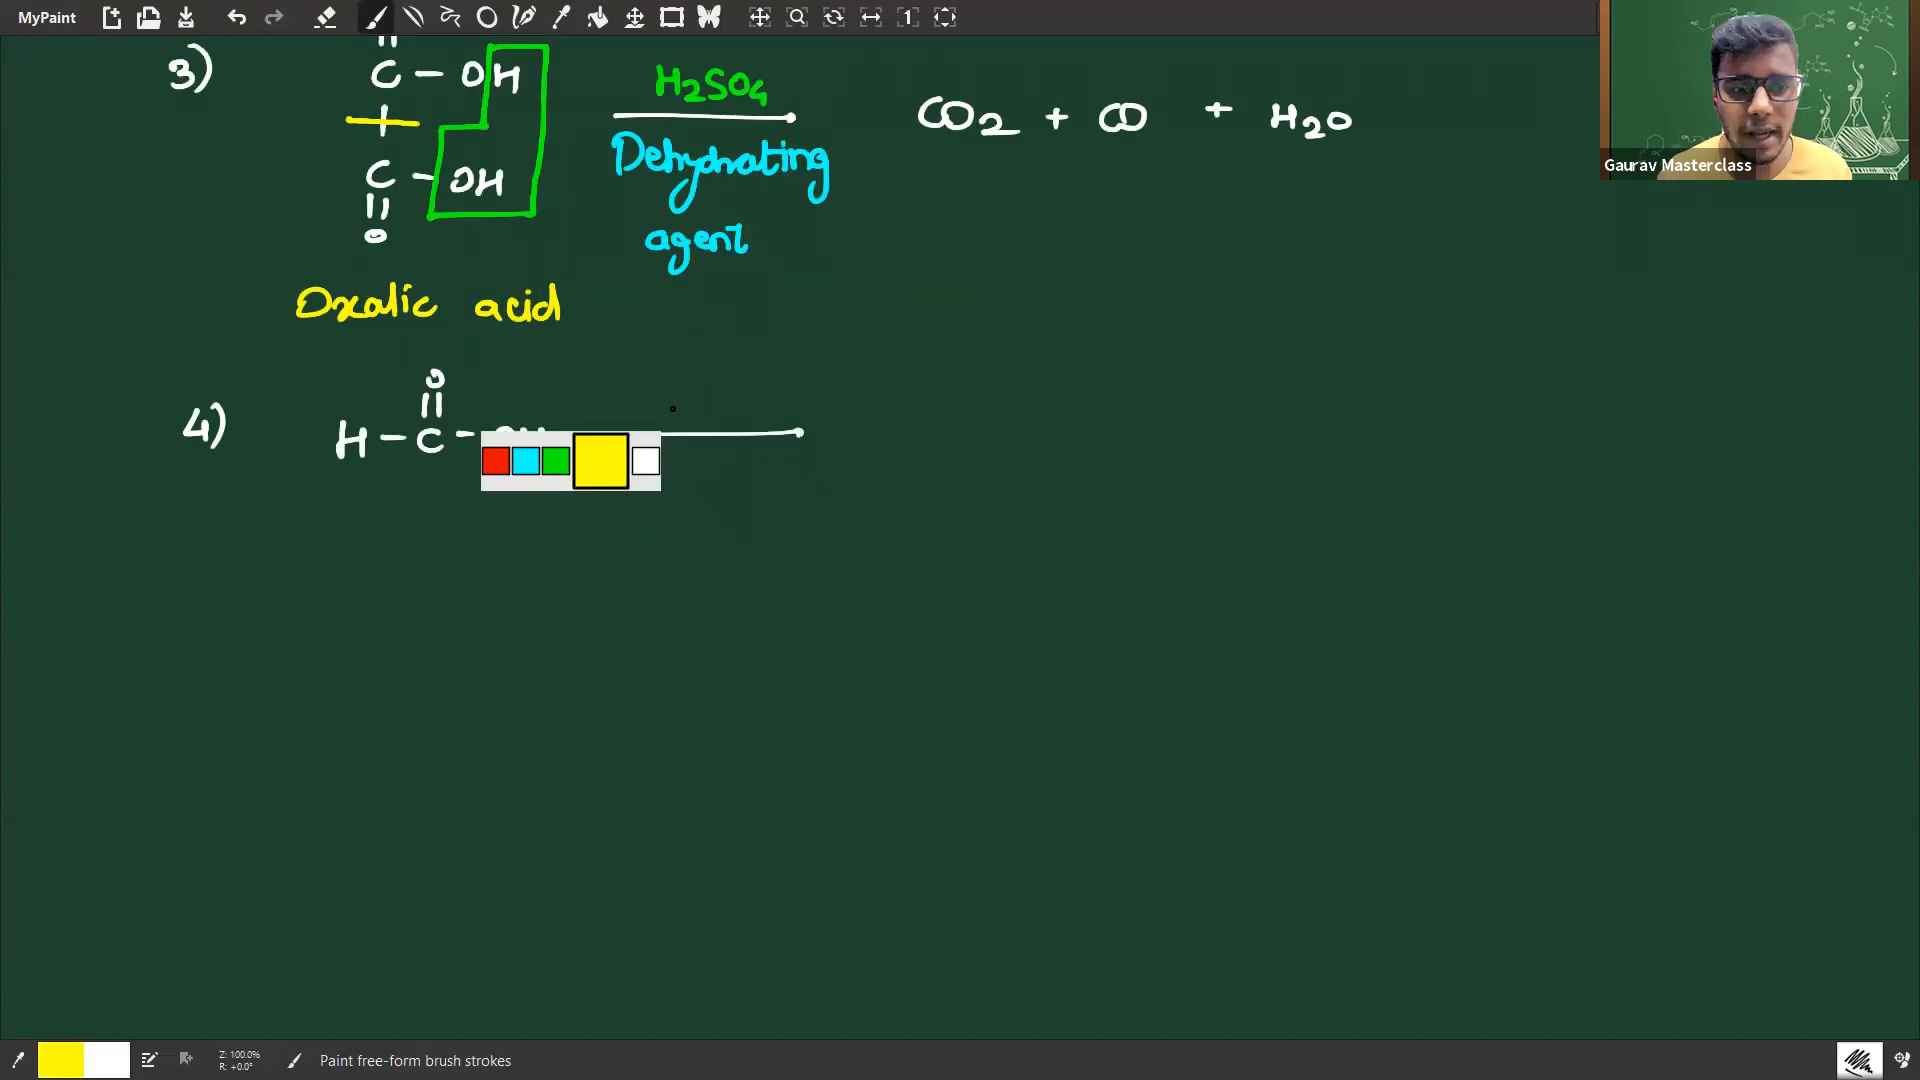 MyPaint
Gaurav Masterclass
3)
C - OH
C - OH
O
H2SO4
Dehydrating
agent
CO2 + CO + H2O
Oxalic acid
4)
O
H - C -
Z: 100.0%
R: +0.0°
Paint free-form brush strokes